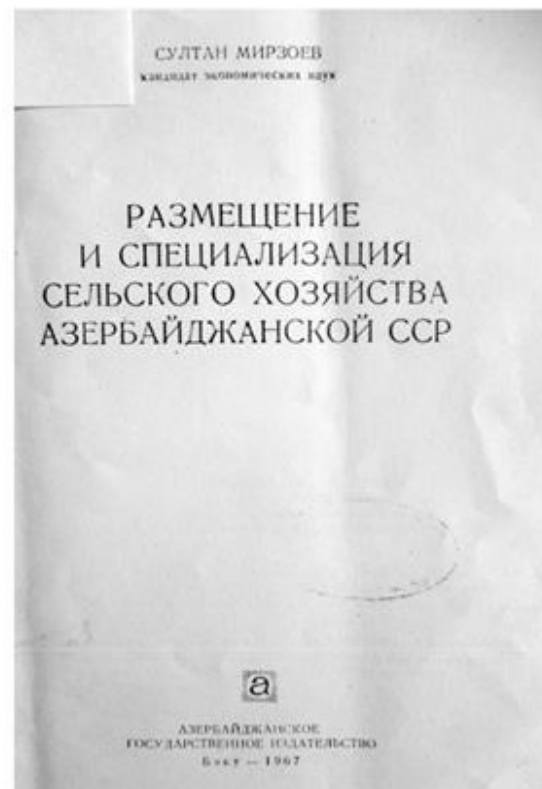 СУЛТАН МИРЗОЕВ
кандидат экономических наук
РАЗМЕЩЕНИЕ
И СПЕЦИАЛИЗАЦИЯ
СЕЛЬСКОГО ХОЗЯЙСТВА
АЗЕРБАЙДЖАНСКОЙ ССР
а
АЗЕРБАЙДЖАНСКОЕ
ГОСУДАРСТВЕННОЕ ИЗДАТЕЛЬСТВО
Баку — 1967